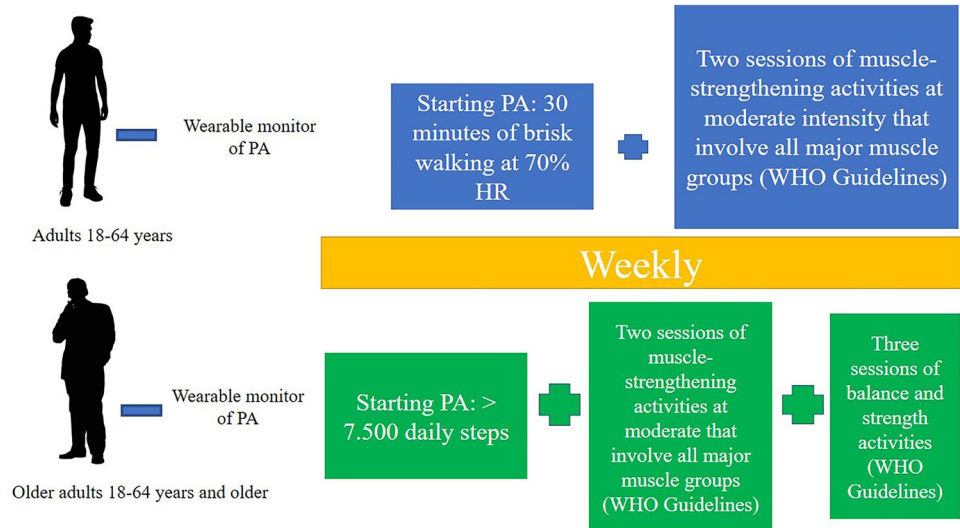 Wearable monitor
of PA
Adults 18-64 years
Starting PA: 30
minutes of brisk
walking at 70%
HR
Two sessions of muscle-
strengthening activities at
moderate intensity that
involve all major muscle
groups (WHO Guidelines)
Weekly
Wearable monitor
of PA
Older adults 18-64 years and older
Starting PA: >
7.500 daily steps
Two sessions of
muscle-
strengthening
activities at
moderate that
involve all major
muscle groups
(WHO Guidelines)
Three
sessions of
balance and
strength
activities
(WHO
Guidelines)